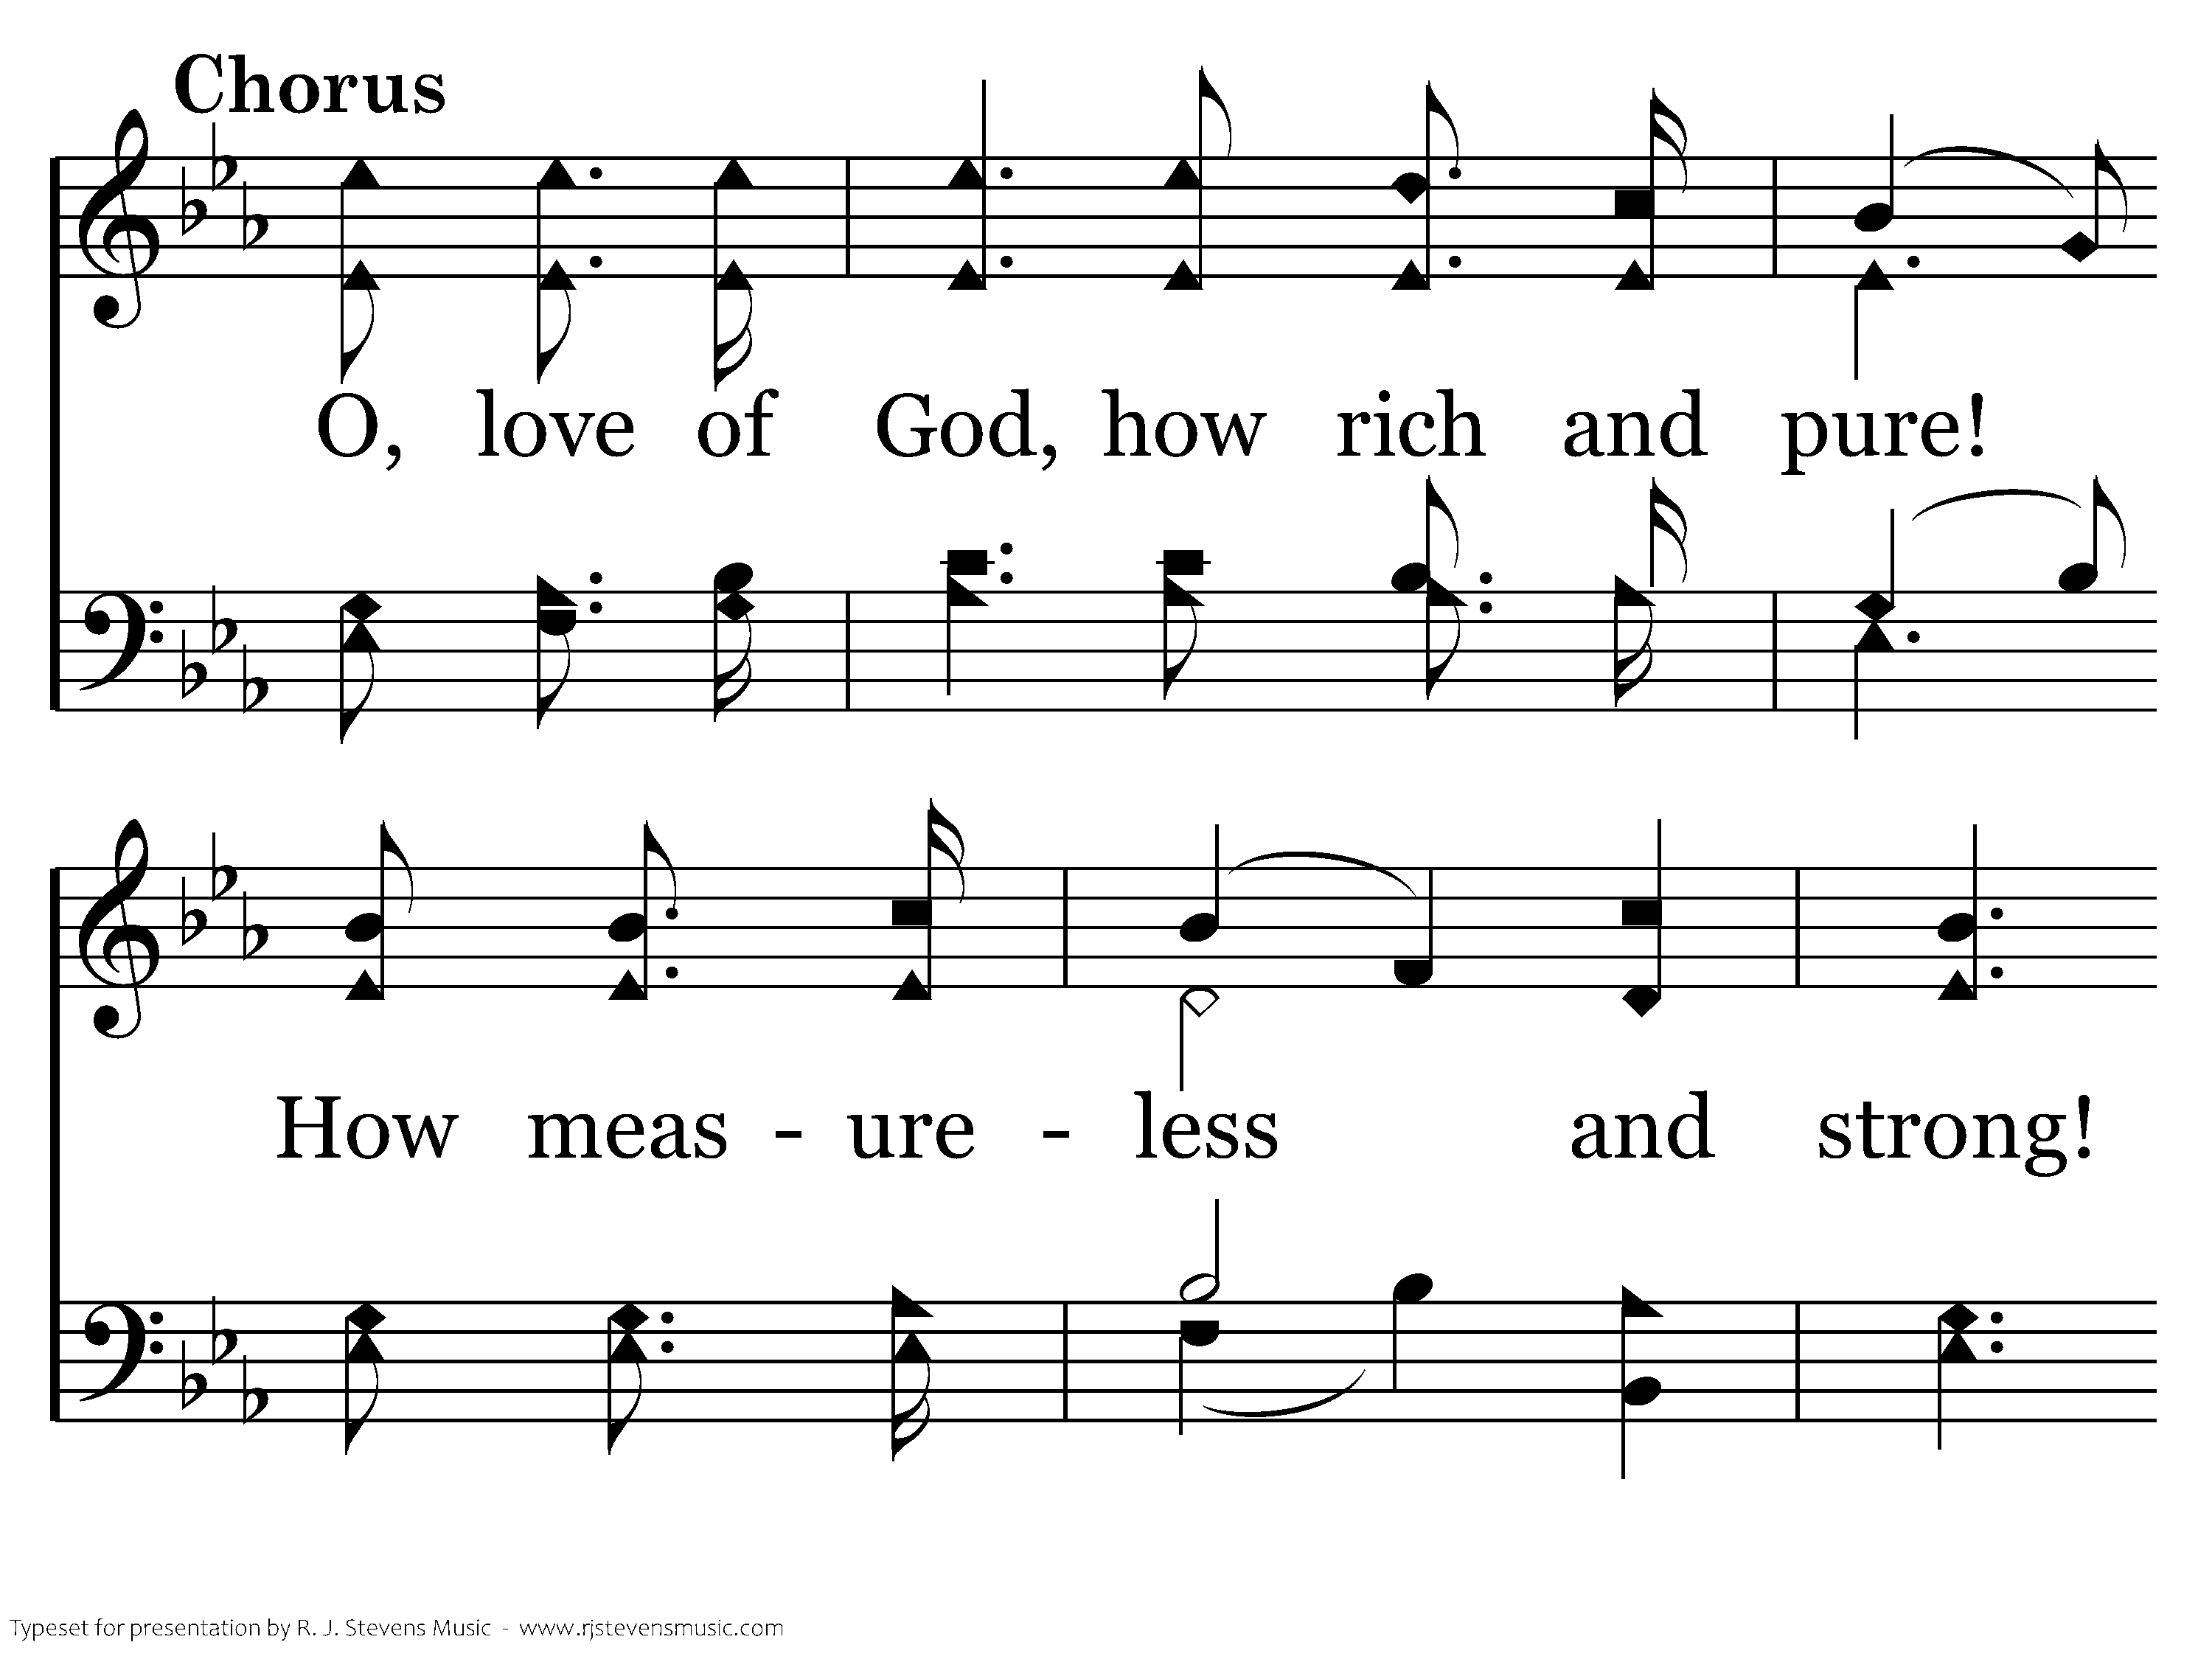 Chorus
O, love of God, how rich and pure!
How meas - ure - less and strong!
Typeset for presentation by R. J. Stevens Music - www.rjstevensmusic.com